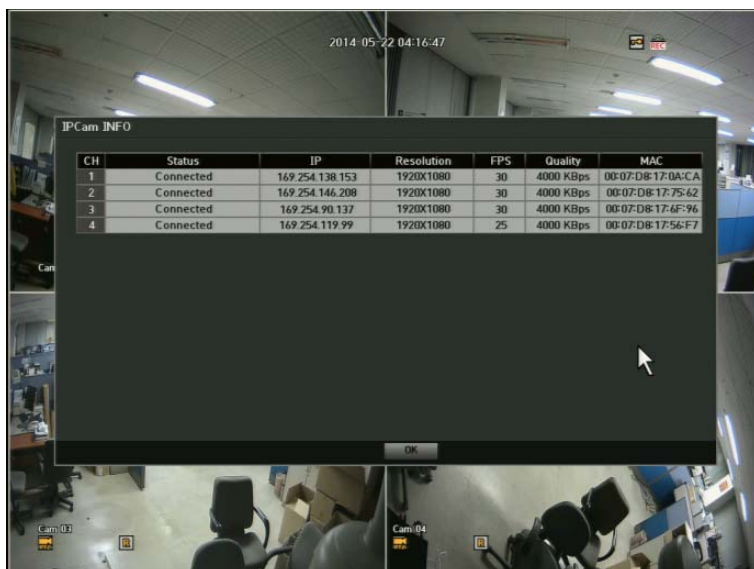 2014-05-22 04:16:47
REC
IPCam INFO
CH Status IP Resolution FPS Quality MAC
1 Connected 169.254.138.153 1920X1080 30 4000 KBps 00:07:D8:17:0A:CA
2 Connected 169.254.146.208 1920X1080 30 4000 KBps 00:07:D8:17:75:62
3 Connected 169.254.90.137 1920X1080 30 4000 KBps 00:07:D8:17:6F:96
4 Connected 169.254.119.99 1920X1080 25 4000 KBps 00:07:D8:17:56:F7
Cam
OK
Cam 03
Cam 04
R
R